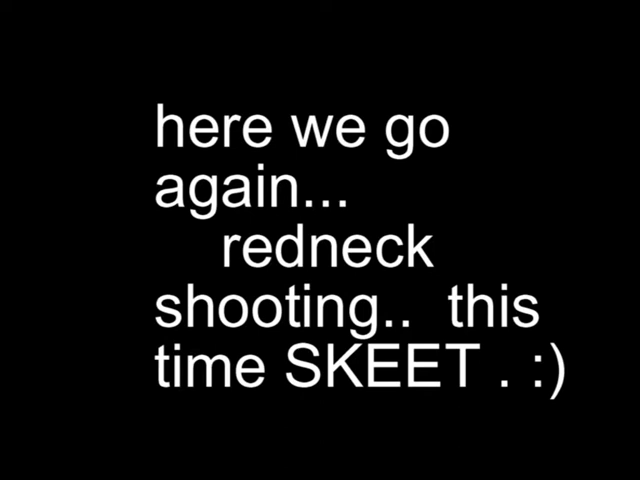 here we go
again...
redneck
shooting..  this
time SKEET . :)